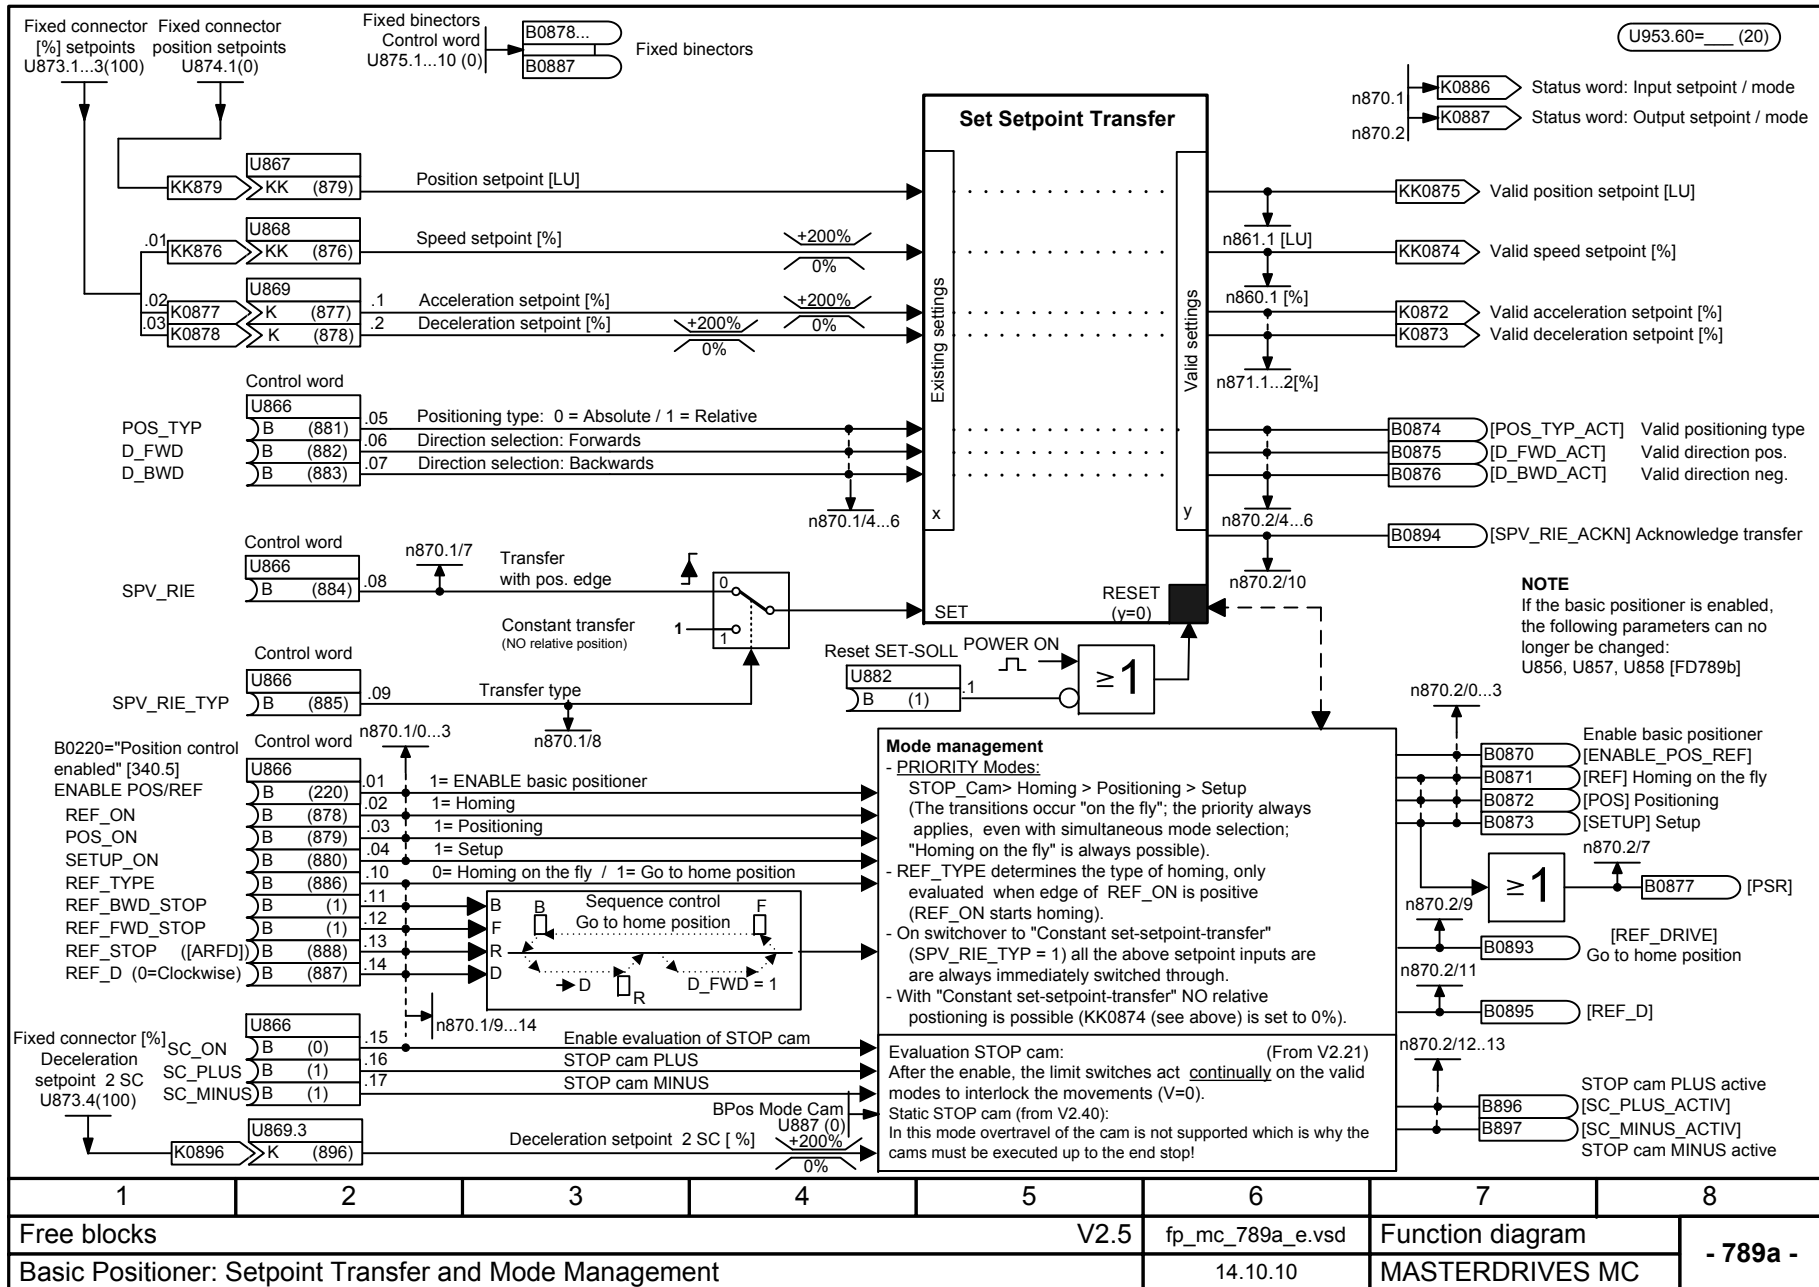 Fixed connector
[%] setpoints
U873.1...3(100)
Fixed connector
position setpoints
U874.1(0)
Fixed binectors
Control word
U875.1...10 (0)
B0878...
B0887
Fixed binectors
U953.60=___ (20)
n870.1
K0886
Status word: Input setpoint / mode
n870.2
K0887
Status word: Output setpoint / mode
Set Setpoint Transfer
Existing settings
Valid settings
x
y
SET
RESET
(y=0)
KK879
U867
KK (879)
Position setpoint [LU]
n861.1 [LU]
KK0875
Valid position setpoint [LU]
.01
KK876
U868
KK (876)
Speed setpoint [%]
+200%
0%
n860.1 [%]
KK0874
Valid speed setpoint [%]
.02
K0877
U869
K (877)
.1
Acceleration setpoint [%]
+200%
0%
K0872
Valid acceleration setpoint [%]
.03
K0878
K (878)
.2
Deceleration setpoint [%]
+200%
0%
K0873
Valid deceleration setpoint [%]
n871.1...2[%]
Control word
U866
POS_TYP
B (881)
.05
Positioning type: 0 = Absolute / 1 = Relative
D_FWD
B (882)
.06
Direction selection: Forwards
D_BWD
B (883)
.07
Direction selection: Backwards
n870.1/4...6
B0874
[POS_TYP_ACT] Valid positioning type
B0875
[D_FWD_ACT] Valid direction pos.
B0876
[D_BWD_ACT] Valid direction neg.
n870.2/4...6
B0894
[SPV_RIE_ACKN] Acknowledge transfer
n870.2/10
Control word
U866
SPV_RIE
B (884)
.08
n870.1/7
Transfer
with pos. edge
0
1
1
Constant transfer
(NO relative position)
Control word
U866
SPV_RIE_TYP
B (885)
.09
Transfer type
n870.1/8
Reset SET-SOLL
U882
B (1)
.1
POWER ON
≥1
NOTE
If the basic positioner is enabled,
the following parameters can no
longer be changed:
U856, U857, U858 [FD789b]
B0220="Position control
enabled" [340.5]
Control word
n870.1/0...3
U866
ENABLE POS/REF
B (220)
.01
1= ENABLE basic positioner
REF_ON
B (878)
.02
1= Homing
POS_ON
B (879)
.03
1= Positioning
SETUP_ON
B (880)
.04
1= Setup
REF_TYPE
B (886)
.10
0= Homing on the fly / 1= Go to home position
REF_BWD_STOP
B (1)
.11
REF_FWD_STOP
B (1)
.12
REF_STOP ([ARFD])
B (888)
.13
REF_D (0=Clockwise)
B (887)
.14
B
F
R
D
Sequence control
Go to home position
B
F
D
R
D_FWD = 1
n870.1/9...14
Mode management
- PRIORITY Modes:
STOP_Cam> Homing > Positioning > Setup
(The transitions occur "on the fly"; the priority always
applies, even with simultaneous mode selection;
"Homing on the fly" is always possible).
- REF_TYPE determines the type of homing, only
evaluated when edge of REF_ON is positive
(REF_ON starts homing).
- On switchover to "Constant set-setpoint-transfer"
(SPV_RIE_TYP = 1) all the above setpoint inputs are
are always immediately switched through.
- With "Constant set-setpoint-transfer" NO relative
postioning is possible (KK0874 (see above) is set to 0%).
Evaluation STOP cam: (From V2.21)
After the enable, the limit switches act continually on the valid
modes to interlock the movements (V=0).
Static STOP cam (from V2.40):
In this mode overtravel of the cam is not supported which is why the
cams must be executed up to the end stop!
n870.2/0...3
Enable basic positioner
B0870
[ENABLE_POS_REF]
B0871
[REF] Homing on the fly
B0872
[POS] Positioning
B0873
[SETUP] Setup
≥1
n870.2/7
B0877
[PSR]
n870.2/9
B0893
[REF_DRIVE]
Go to home position
n870.2/11
B0895
[REF_D]
n870.2/12..13
STOP cam PLUS active
B896
[SC_PLUS_ACTIV]
B897
[SC_MINUS_ACTIV]
STOP cam MINUS active
Fixed connector [%]
Deceleration
setpoint 2 SC
U873.4(100)
U866
SC_ON
B (0)
.15
Enable evaluation of STOP cam
SC_PLUS
B (1)
.16
STOP cam PLUS
SC_MINUS
B (1)
.17
STOP cam MINUS
BPos Mode Cam
U887 (0)
K0896
U869.3
K (896)
Deceleration setpoint 2 SC [ %]
+200%
0%
1 2 3 4 5 6 7 8
Free blocks
V2.5
fp_mc_789a_e.vsd
Function diagram
- 789a -
Basic Positioner: Setpoint Transfer and Mode Management
14.10.10
MASTERDRIVES MC